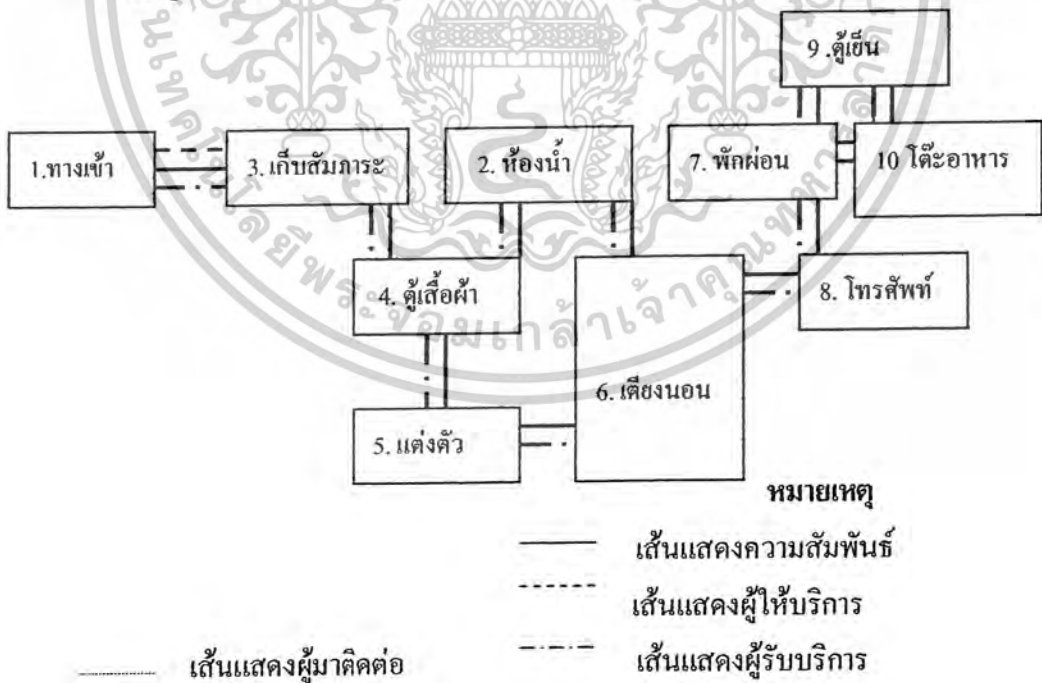 9 .ตู้เย็น
1.ทางเข้า
3. เก็บสัมภาระ
2. ห้องน้ำ
7. พักผ่อน
10 โต๊ะอาหาร
4. ตู้เสื้อผ้า
8. โทรศัพท์
6. เตียงนอน
5. แต่งตัว
หมายเหตุ
เส้นแสดงความสัมพันธ์
เส้นแสดงผู้ให้บริการ
เส้นแสดงผู้มาติดต่อ
เส้นแสดงผู้รับบริการ